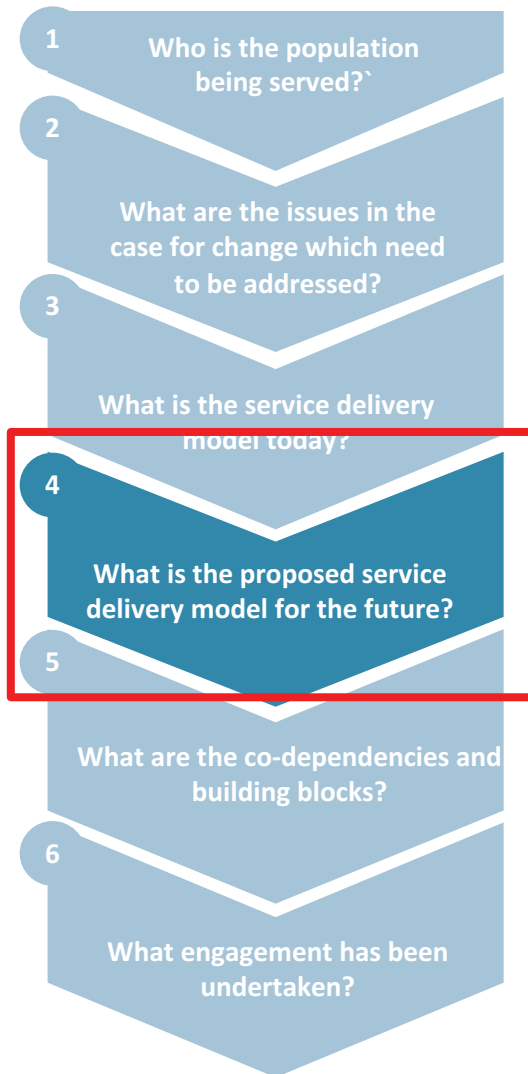 1
Who is the population
being served?`
2
What are the issues in the
case for change which need
to be addressed?
3
What is the service delivery
model today?
4
What is the proposed service
delivery model for the future?
5
What are the co-dependencies and
building blocks?
6
What engagement has been
undertaken?